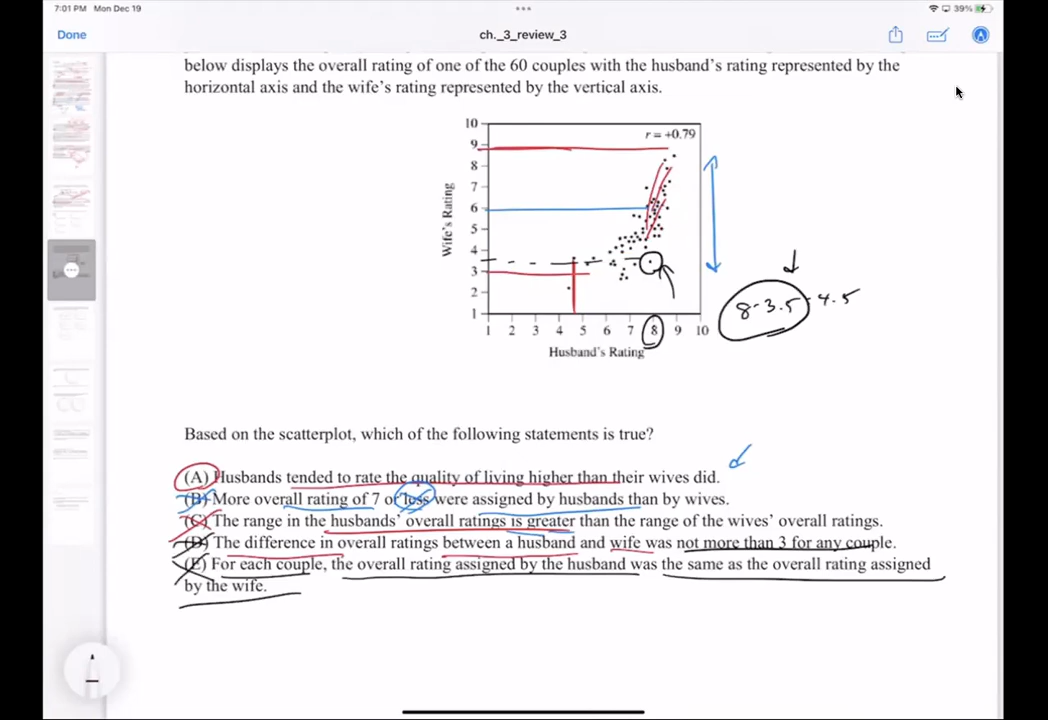 7:01 PM Mon Dec 19
39%
Done
ch._3_review_3
below displays the overall rating of one of the 60 couples with the husband's rating represented by the
horizontal axis and the wife's rating represented by the vertical axis.
10
9
8
7
6
5
4
3
2
1
r = +0.79
Wife's Rating
1 2 3 4 5 6 7 8 9 10
Husband's Rating
8-3.5 4.5
Based on the scatterplot, which of the following statements is true?
(A) Husbands tended to rate the quality of living higher than their wives did.
(B) More overall rating of 7 or less were assigned by husbands than by wives.
(C) The range in the husbands' overall ratings is greater than the range of the wives' overall ratings.
(D) The difference in overall ratings between a husband and wife was not more than 3 for any couple.
(E) For each couple, the overall rating assigned by the husband was the same as the overall rating assigned
by the wife.